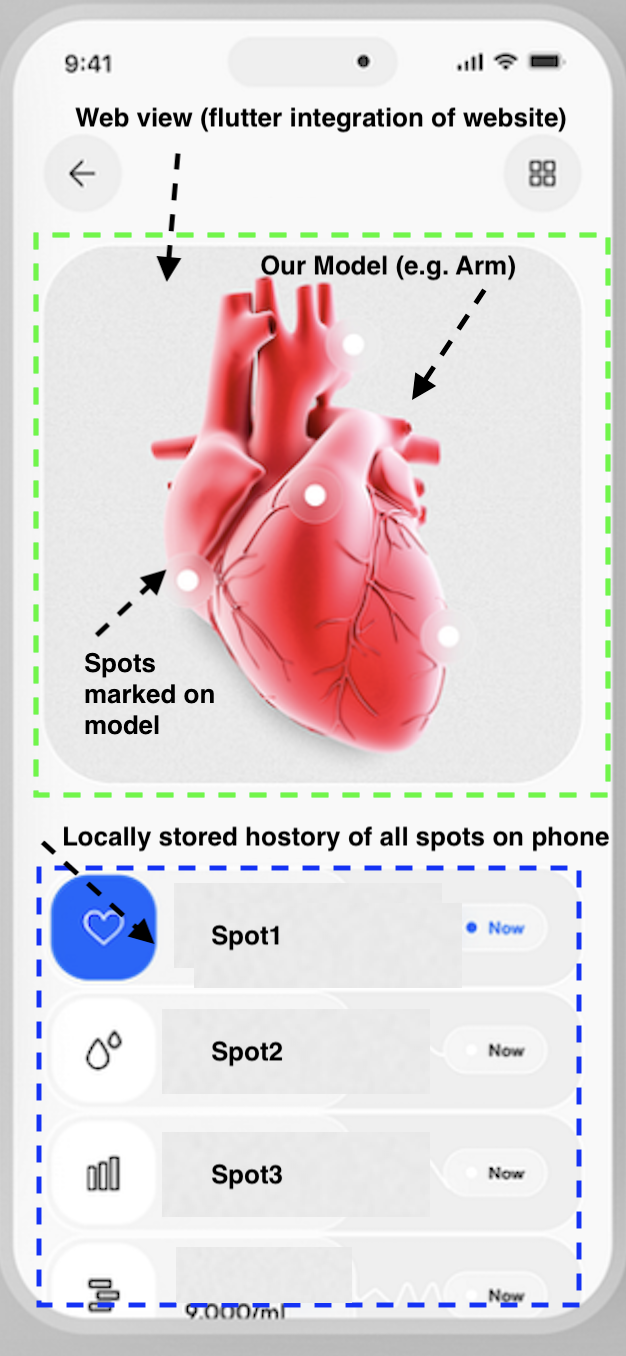 9:41
Web view (flutter integration of website)
Our Model (e.g. Arm)
Spots
marked on
model
Locally stored hostory of all spots on phone
Spot1
Now
Spot2
Now
Spot3
Now
Now
9.000/ml